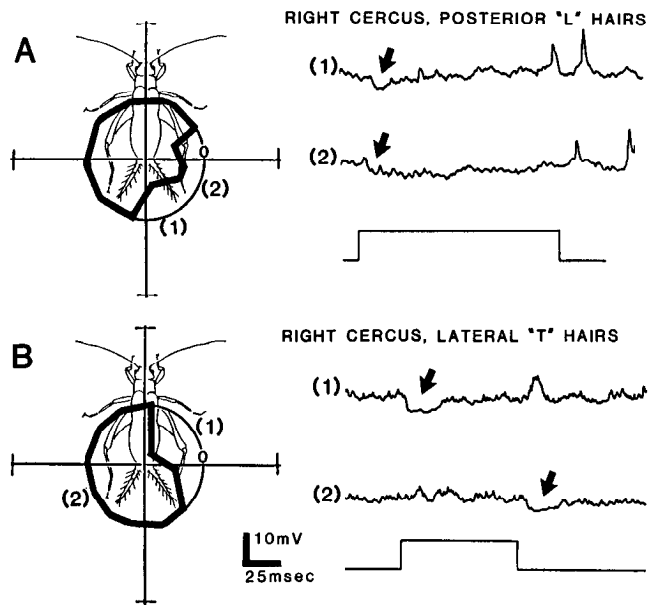 A
RIGHT CERCUS, POSTERIOR "L" HAIRS
(1)
(2)
0
(2)
(1)
B
RIGHT CERCUS, LATERAL "T" HAIRS
(1)
(2)
(1)
0
(2)
10mV
25msec